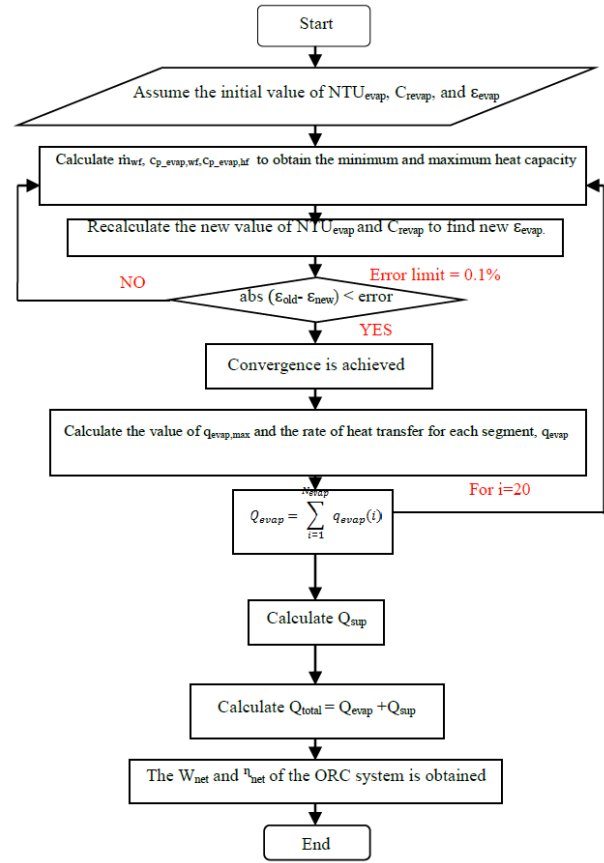 Start
Assume the initial value of NTUevap, Crevap, and εevap
Calculate ṁwf, cp_evap,wf,cp_evap,hf to obtain the minimum and maximum heat capacity
Recalculate the new value of NTUevap and Crevap to find new εevap.
Error limit = 0.1%
NO
abs (εold- εnew) < error
YES
Convergence is achieved
Calculate the value of qevap,max and the rate of heat transfer for each segment, qevap
For i=20
Qevap = ∑_{i=1}^{Nevap} qevap(i)
Calculate Qsup
Calculate Qtotal = Qevap +Qsup
The Wnet and ηnet of the ORC system is obtained
End